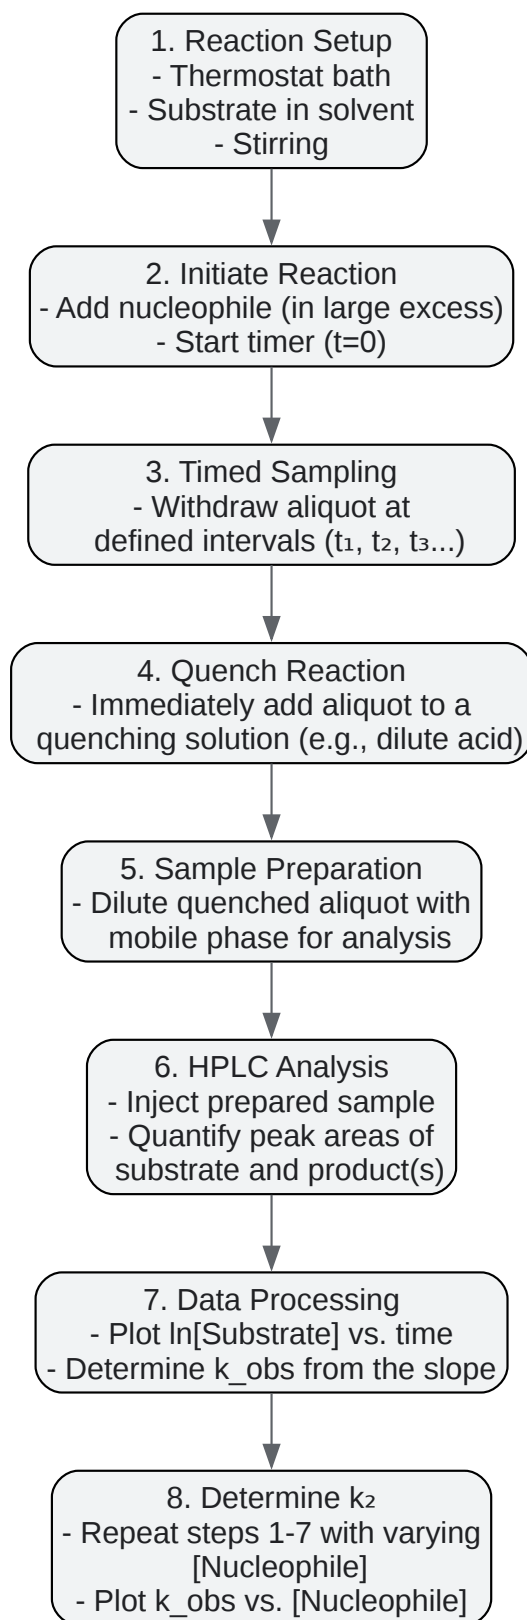 1. Reaction Setup
- Thermostat bath
- Substrate in solvent
- Stirring
2. Initiate Reaction
- Add nucleophile (in large excess)
- Start timer (t=0)
3. Timed Sampling
- Withdraw aliquot at
defined intervals (t₁, t₂, t₃...)
4. Quench Reaction
- Immediately add aliquot to a
quenching solution (e.g., dilute acid)
5. Sample Preparation
- Dilute quenched aliquot with
mobile phase for analysis
6. HPLC Analysis
- Inject prepared sample
- Quantify peak areas of
substrate and product(s)
7. Data Processing
- Plot ln[Substrate] vs. time
- Determine k_obs from the slope
8. Determine k₂
- Repeat steps 1-7 with varying
[Nucleophile]
- Plot k_obs vs. [Nucleophile]